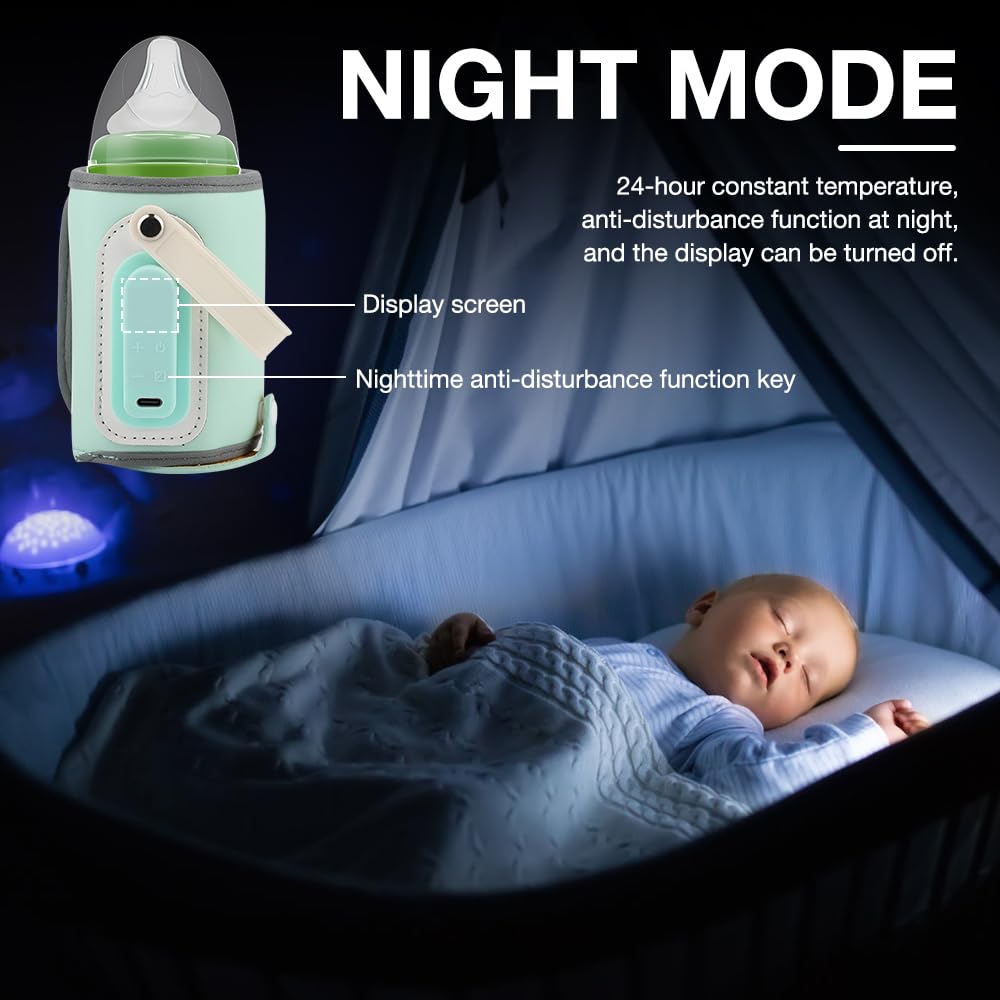 NIGHT MODE
24-hour constant temperature,
anti-disturbance function at night,
and the display can be turned off.
Display screen
Nighttime anti-disturbance function key